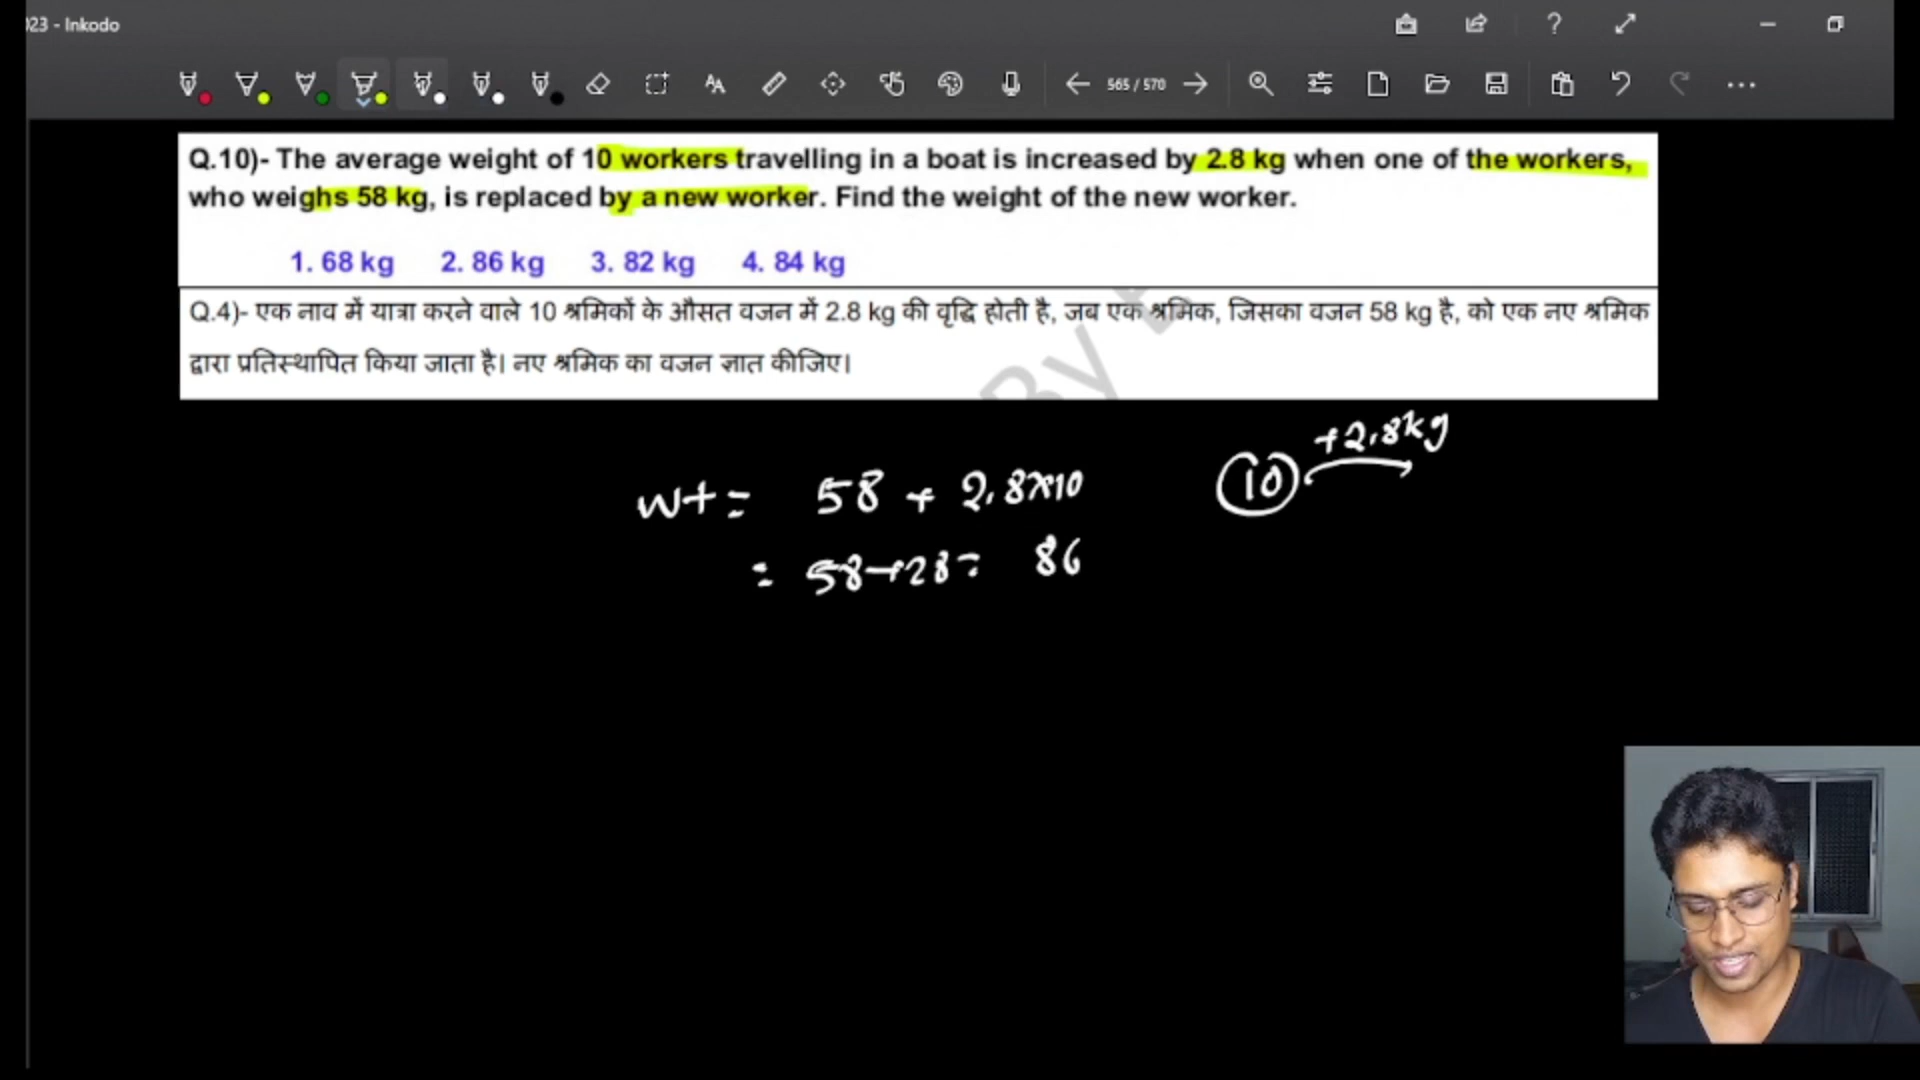 023 - Inkodo
565 / 570
Q.10)- The average weight of 10 workers travelling in a boat is increased by 2.8 kg when one of the workers,
who weighs 58 kg, is replaced by a new worker. Find the weight of the new worker.
1. 68 kg 2. 86 kg 3. 82 kg 4. 84 kg
Q.4)- एक नाव में यात्रा करने वाले 10 श्रमिकों के औसत वजन में 2.8 kg की वृद्धि होती है, जब एक श्रमिक, जिसका वजन 58 kg है, को एक नए श्रमिक
द्वारा प्रतिस्थापित किया जाता है। नए श्रमिक का वजन ज्ञात कीजिए।
By
+2.8kg
wt = 58 + 2.8×10
10
= 58+28= 86